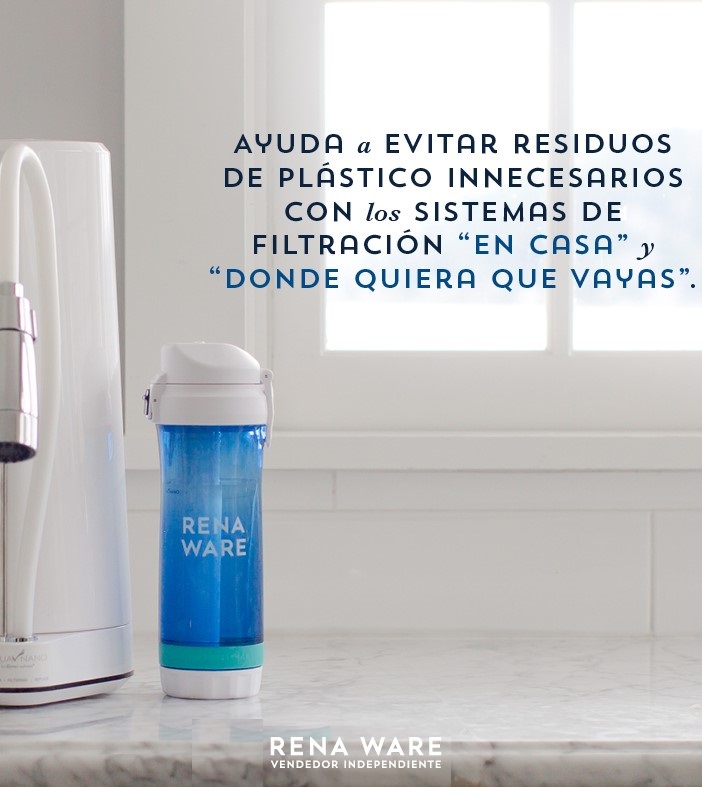 AYUDA a EVITAR RESIDUOS
DE PLÁSTICO INNECESARIOS
CON los SISTEMAS DE
FILTRACIÓN “EN CASA” y
“DONDE QUIERA QUE VAYAS”.
RENA
WARE
RENA WARE
VENDEDOR INDEPENDIENTE